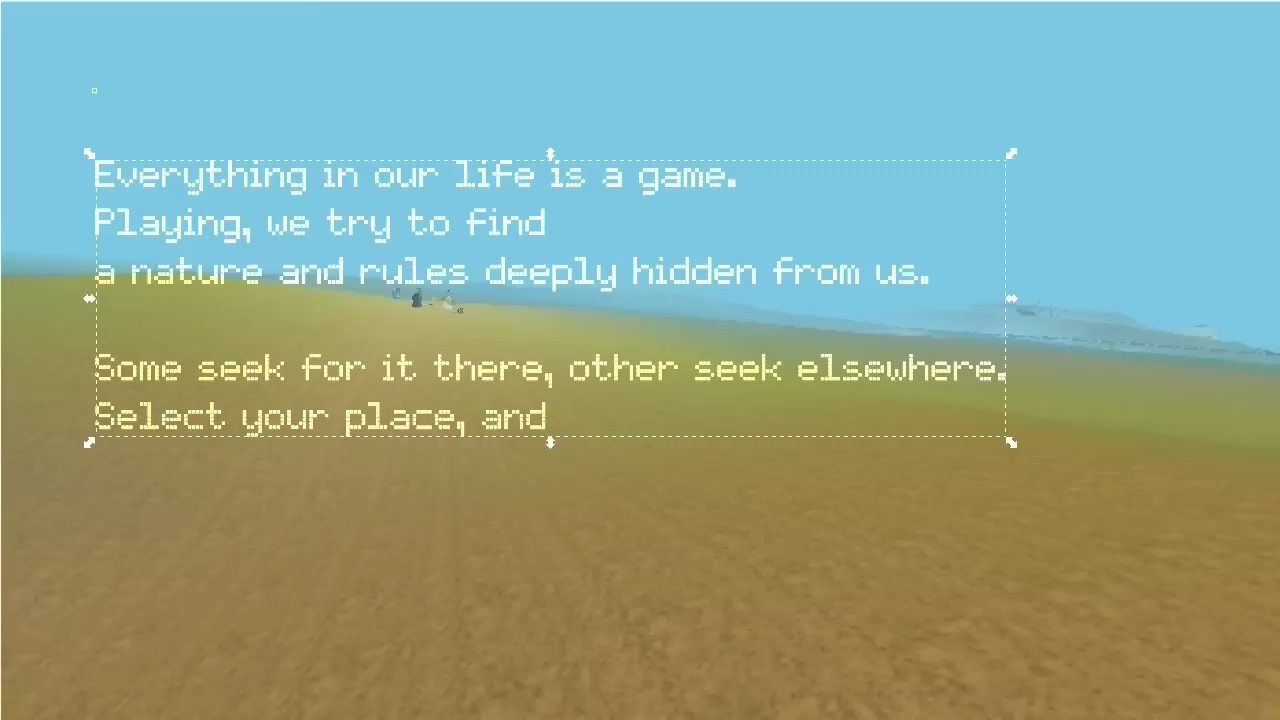 Everything in our life is a game.
Playing, we try to find
a nature and rules deeply hidden from us.
Some seek for it there, other seek elsewhere.
Select your place, and